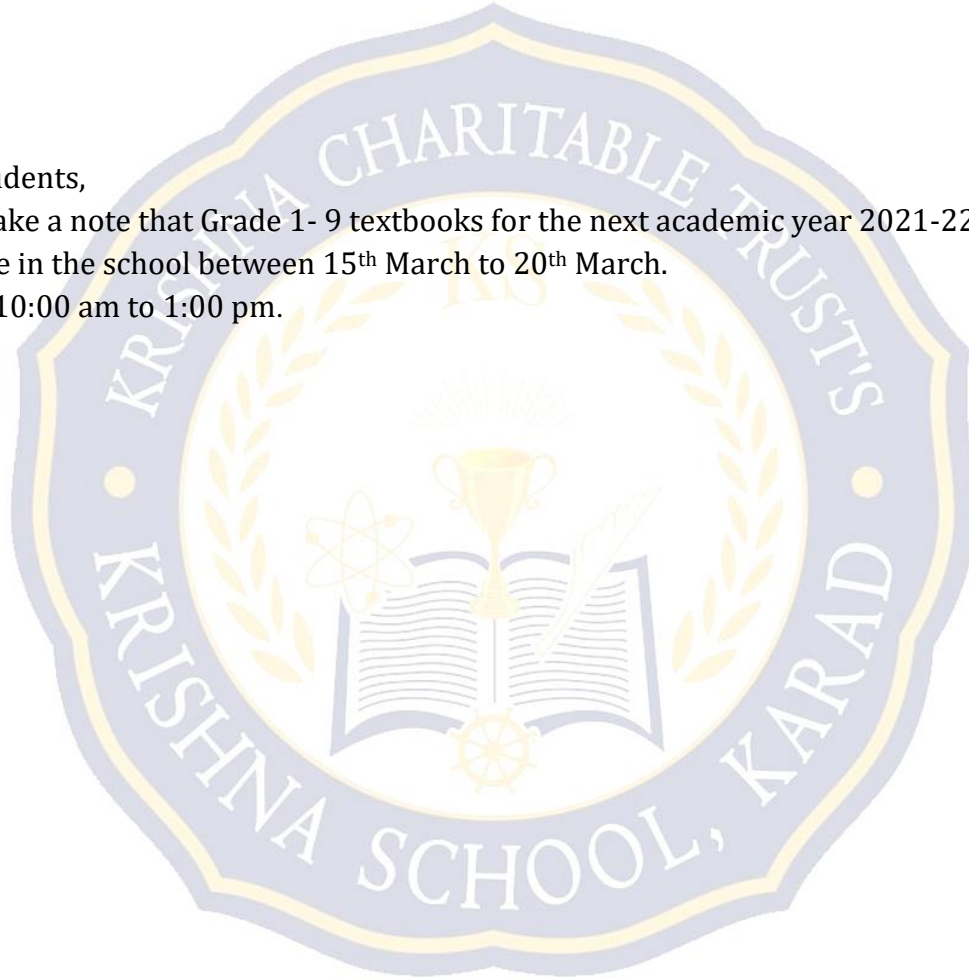 udents,
ake a note that Grade 1- 9 textbooks for the next academic year 2021-22
e in the school between 15th March to 20th March.
10:00 am to 1:00 pm.
KRISHNA CHARITABLE TRUST'S
KS
KRISHNA SCHOOL, KARAD